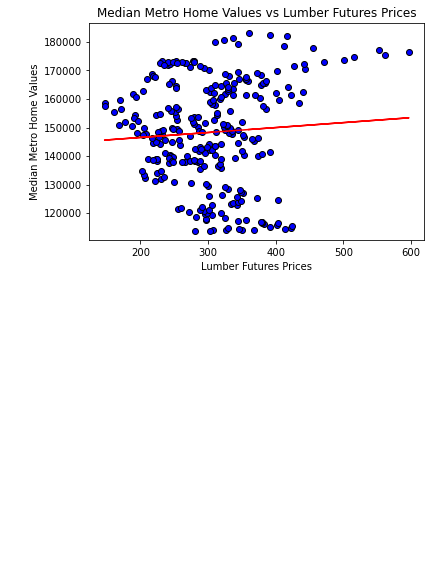 Median Metro Home Values vs Lumber Futures Prices
Median Metro Home Values
180000
170000
160000
150000
140000
130000
120000
200 300 400 500 600
Lumber Futures Prices